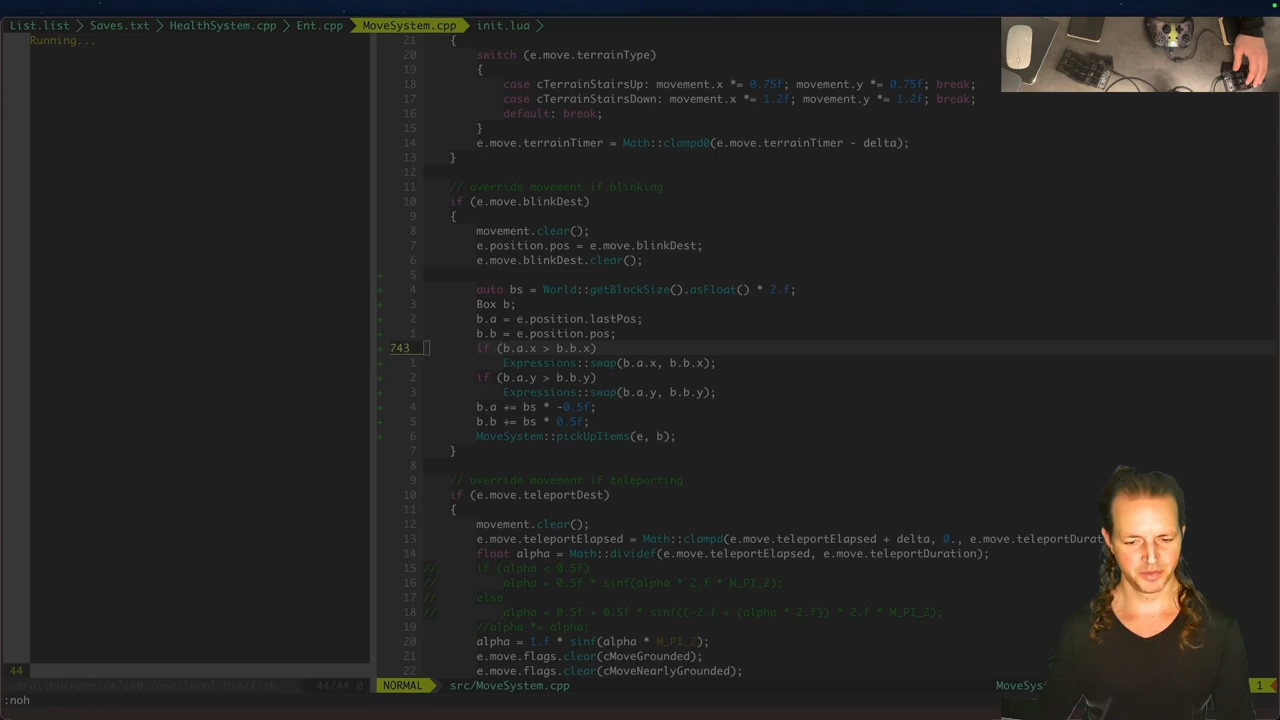 List.list > Saves.txt > HealthSystem.cpp > Ent.cpp > MoveSystem.cpp > init.lua >
Running...
21 {
20 switch (e.move.terrainType)
19 {
18 case cTerrainStairsUp: movement.x *= 0.75f; movement.y *= 0.75f; break;
17 case cTerrainStairsDown: movement.x *= 1.2f; movement.y *= 1.2f; break;
16 default: break;
15 }
14 e.move.terrainTimer = Math::clampd0(e.move.terrainTimer - delta);
13 }
12
11 // override movement if blinking
10 if (e.move.blinkDest)
9 {
8 movement.clear();
7 e.position.pos = e.move.blinkDest;
6 e.move.blinkDest.clear();
+ 5
+ 4 auto bs = World::getBlockSize().asFloat() * 2.f;
+ 3 Box b;
+ 2 b.a = e.position.lastPos;
+ 1 b.b = e.position.pos;
+ 743 if (b.a.x > b.b.x)
+ 1 Expressions::swap(b.a.x, b.b.x);
+ 2 if (b.a.y > b.b.y)
+ 3 Expressions::swap(b.a.y, b.b.y);
+ 4 b.a += bs * -0.5f;
+ 5 b.b += bs * 0.5f;
+ 6 MoveSystem::pickUpItems(e, b);
7 }
8
9 // override movement if teleporting
10 if (e.move.teleportDest)
11 {
12 movement.clear();
13 e.move.teleportElapsed = Math::clampd(e.move.teleportElapsed + delta, 0., e.move.teleportDurat
14 float alpha = Math::dividef(e.move.teleportElapsed, e.move.teleportDuration);
15 // if (alpha < 0.5f)
16 // alpha = 0.5f * sinf(alpha * 2.f * M_PI_2);
17 // else
18 // alpha = 0.5f + 0.5f * sinf((-2.f + (alpha * 2.f)) * 2.f * M_PI_2);
19 //alpha *= alpha;
20 alpha = 1.f * sinf(alpha * M_PI_2);
21 e.move.flags.clear(cMoveGrounded);
22 e.move.flags.clear(cMoveNearlyGrounded);
44
44/44 0
NORMAL src/MoveSystem.cpp MoveSys 1
:noh